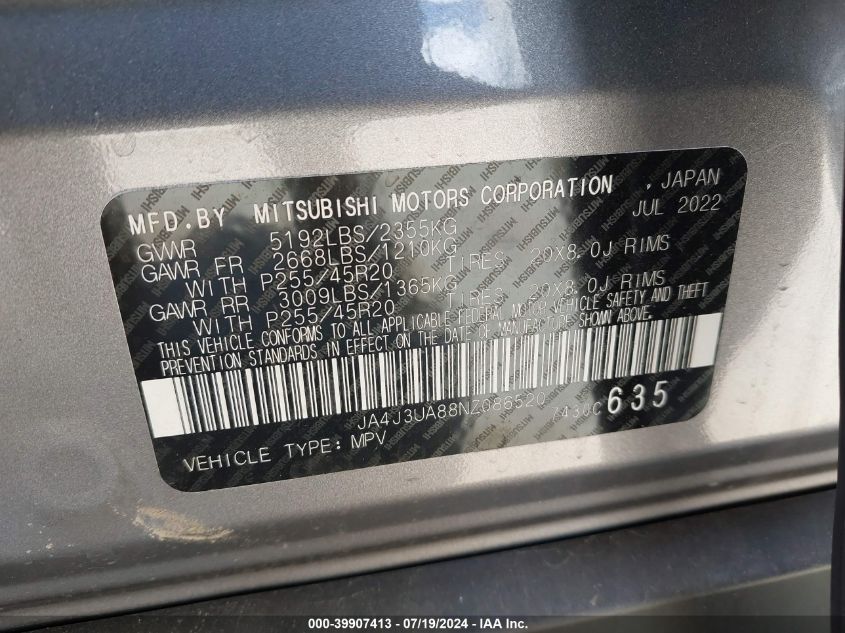 MFD.BY MITSUBISHI MOTORS CORPORATION , JAPAN
JUL 2022
GVWR 5192LBS/2355KG
GAWR FR 2668LBS/1210KG
WITH P255/45R20 TIRES 20X8.0J RIMS
GAWR RR 3009LBS/1365KG
WITH P255/45R20 TIRES 20X8.0J RIMS
THIS VEHICLE CONFORMS TO ALL APPLICABLE FEDERAL MOTOR VEHICLE SAFETY AND THEFT
PREVENTION STANDARDS IN EFFECT ON THE DATE OF MANUFACTURE SHOWN ABOVE.
JA4J3UA88NZ086520 7430C 635
VEHICLE TYPE: MPV
000-39907413 - 07/19/2024 - © IAA, Inc.